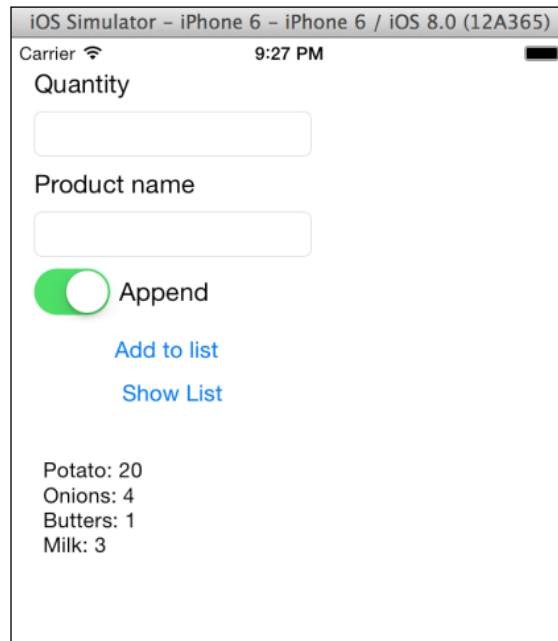 iOS Simulator – iPhone 6 – iPhone 6 / iOS 8.0 (12A365)
Carrier 9:27 PM
Quantity
Product name
Append
Add to list
Show List
Potato: 20
Onions: 4
Butters: 1
Milk: 3